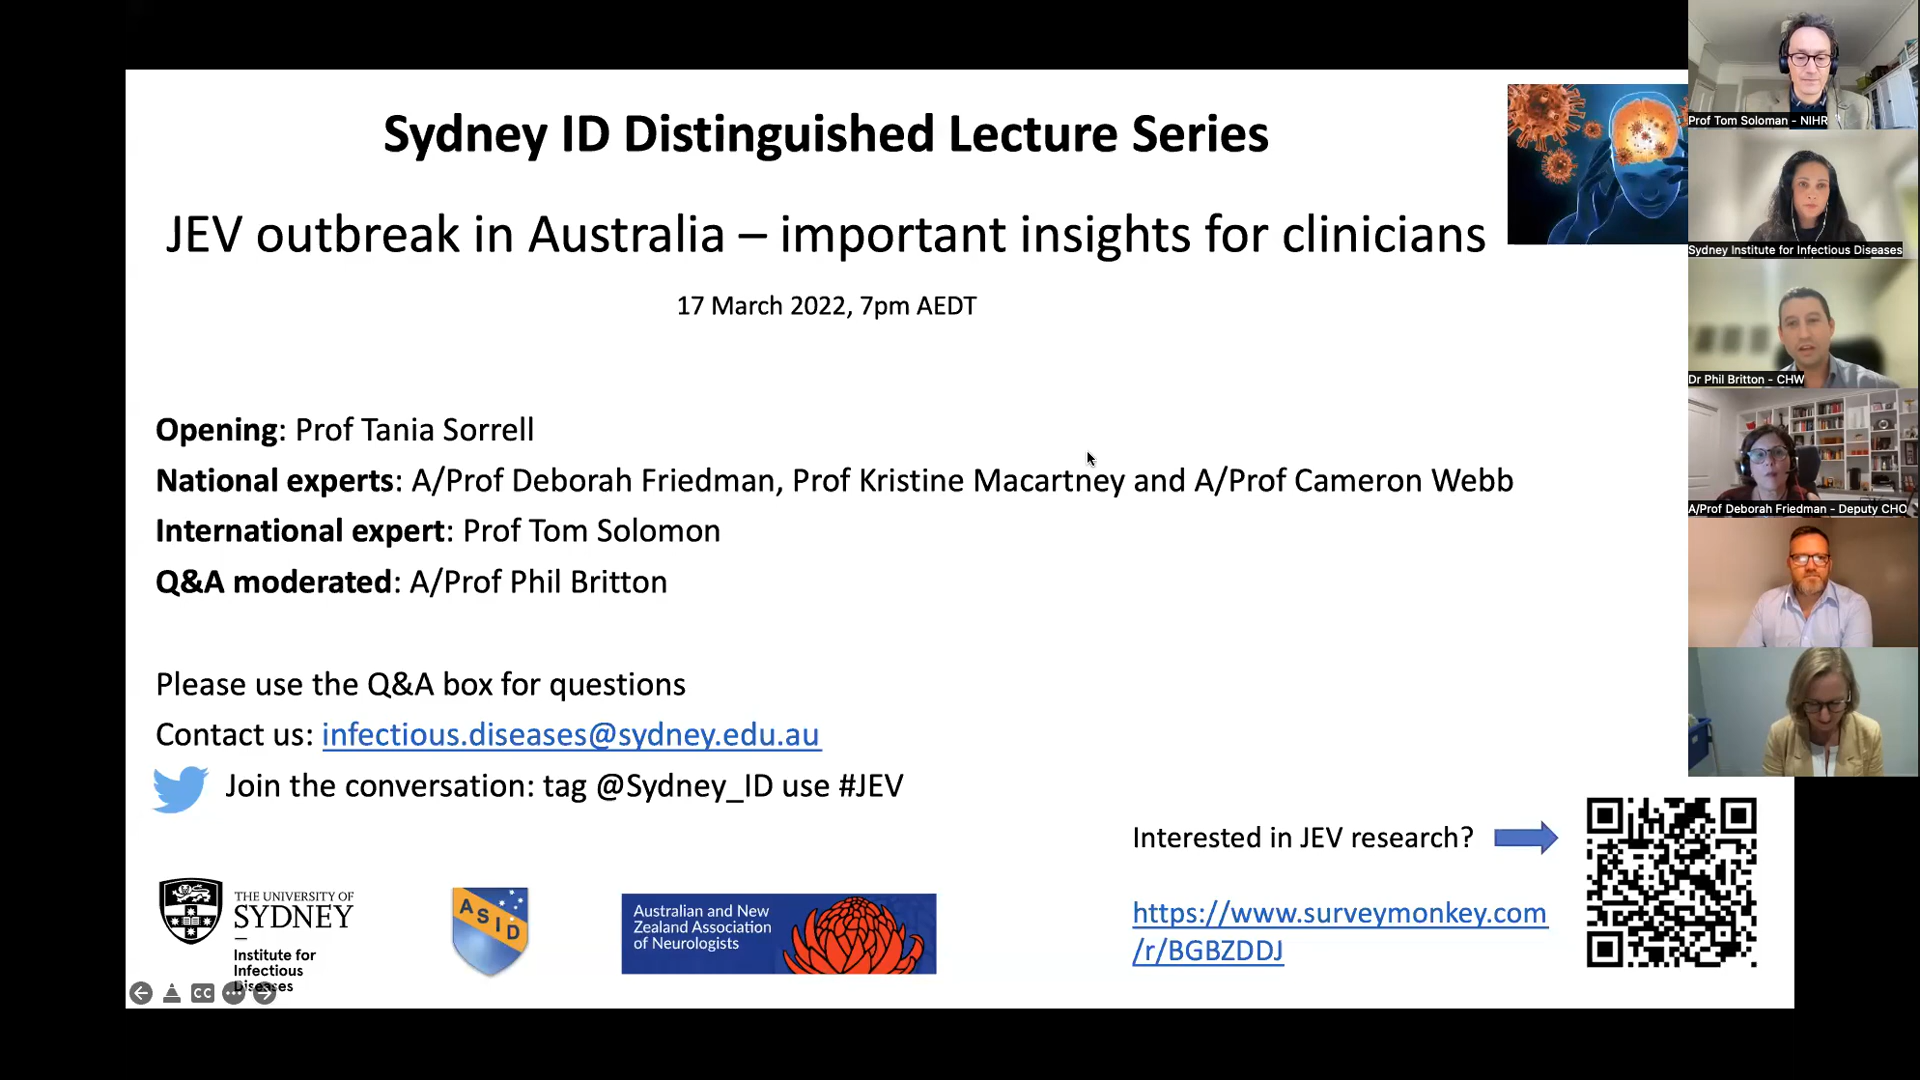 Sydney ID Distinguished Lecture Series
JEV outbreak in Australia – important insights for clinicians
17 March 2022, 7pm AEDT
Opening: Prof Tania Sorrell
National experts: A/Prof Deborah Friedman, Prof Kristine Macartney and A/Prof Cameron Webb
International expert: Prof Tom Solomon
Q&A moderated: A/Prof Phil Britton
Please use the Q&A box for questions
Contact us: infectious.diseases@sydney.edu.au
Join the conversation: tag @Sydney_ID use #JEV
Interested in JEV research?
https://www.surveymonkey.com
/r/BGBZDDJ
THE UNIVERSITY OF
SYDNEY
Institute for
Infectious
Diseases
ASID
Australian and New
Zealand Association
of Neurologists
CC
Prof Tom Soloman - NIHR
Sydney Institute for Infectious Diseases
Dr Phil Britton - CHW
A/Prof Deborah Friedman - Deputy CHO